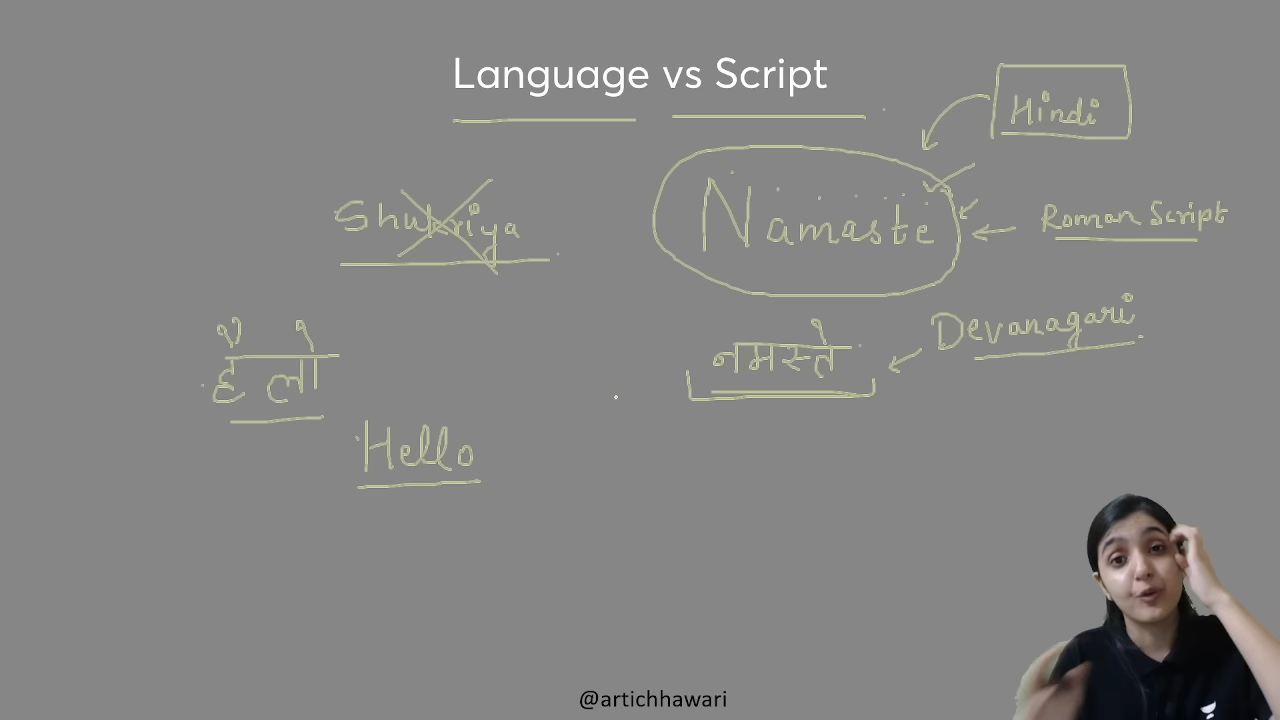 Language vs Script
Hindi
Shukriya
Namaste
Roman Script
Devanagari
नमस्ते
हॅलो
Hello
@artichhawari